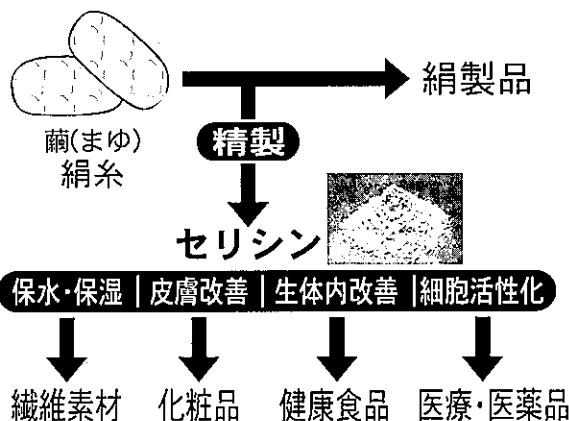 絹製品
繭(まゆ)
絹糸
精製
セリシン
保水・保湿|皮膚改善|生体内改善|細胞活性化
繊維素材 化粧品 健康食品 医療・医薬品